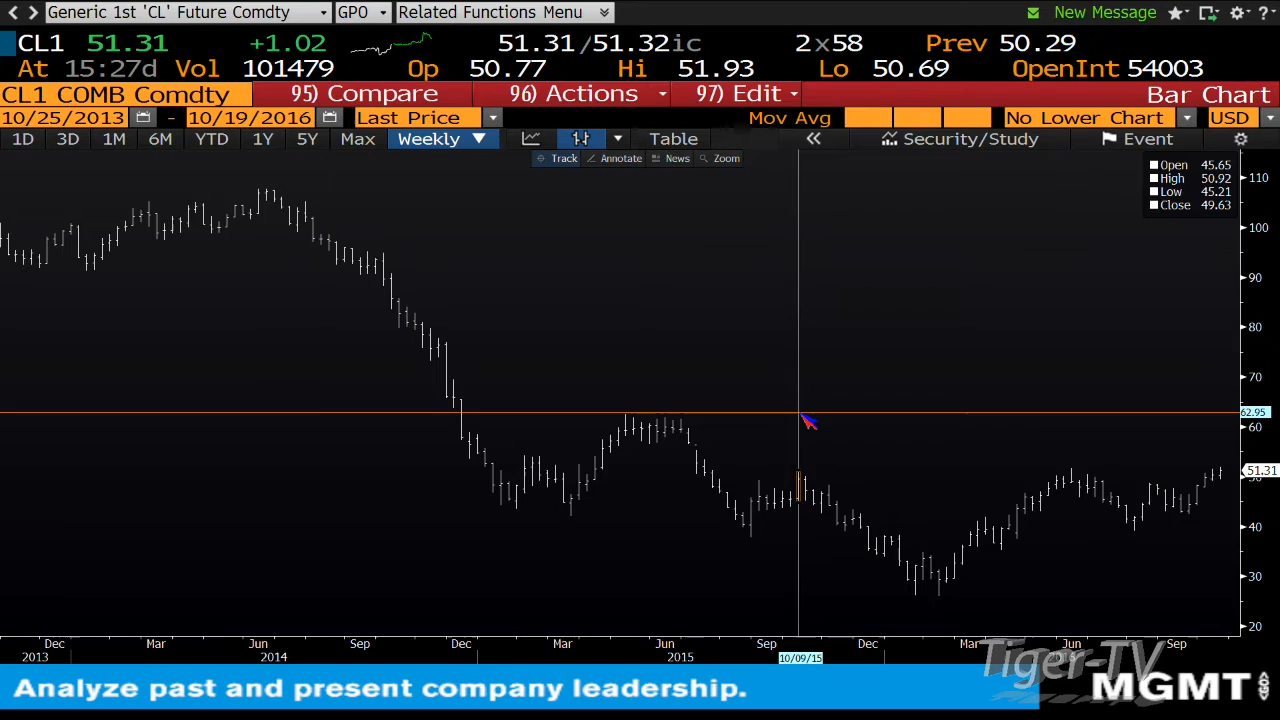 Generic 1st 'CL' Future Comdty GPO Related Functions Menu New Message
CL1 51.31 +1.02 51.31/51.32ic 2x58 Prev 50.29
At 15:27d Vol 101479 Op 50.77 Hi 51.93 Lo 50.69 OpenInt 54003
CL1 COMB Comdty 95) Compare 96) Actions 97) Edit Bar Chart
10/25/2013 - 10/19/2016 Last Price Mov Avg No Lower Chart USD
1D 3D 1M 6M YTD 1Y 5Y Max Weekly Table Security/Study Event
Track Annotate News Zoom
Open 45.65
High 50.92
Low 45.21
Close 49.63
110
100
90
80
70
62.95
60
51.31
50
40
30
20
Dec Mar Jun Sep Dec Mar Jun Sep Dec Mar Jun Sep
2013 2014 2015 10/09/15 2016
Tiger-TV
Analyze past and present company leadership.
MGMT <GO>